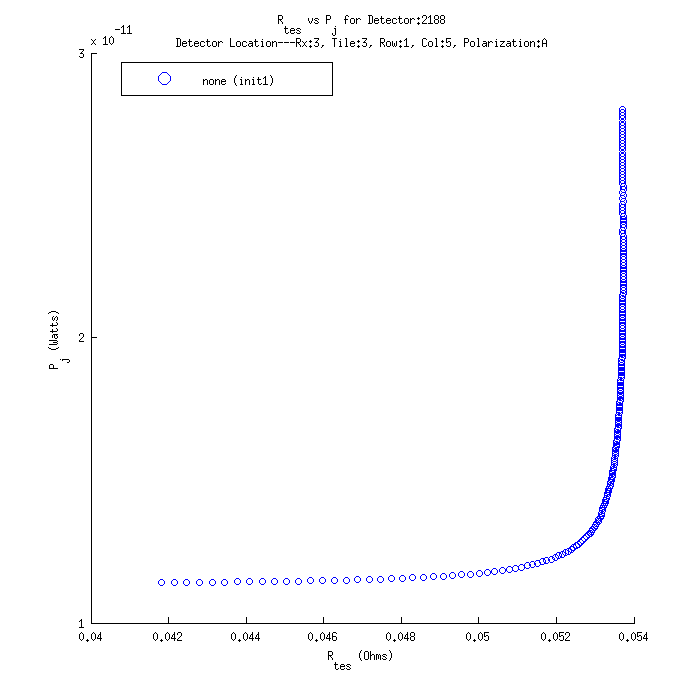 R_tes vs P_j for Detector:2188
Detector Location---Rx:3, Tile:3, Row:1, Col:5, Polarization:A
x 10^-11
3
none (init1)
2
P_j (Watts)
1
0.04 0.042 0.044 0.046 0.048 0.05 0.052 0.054
R_tes (Ohms)